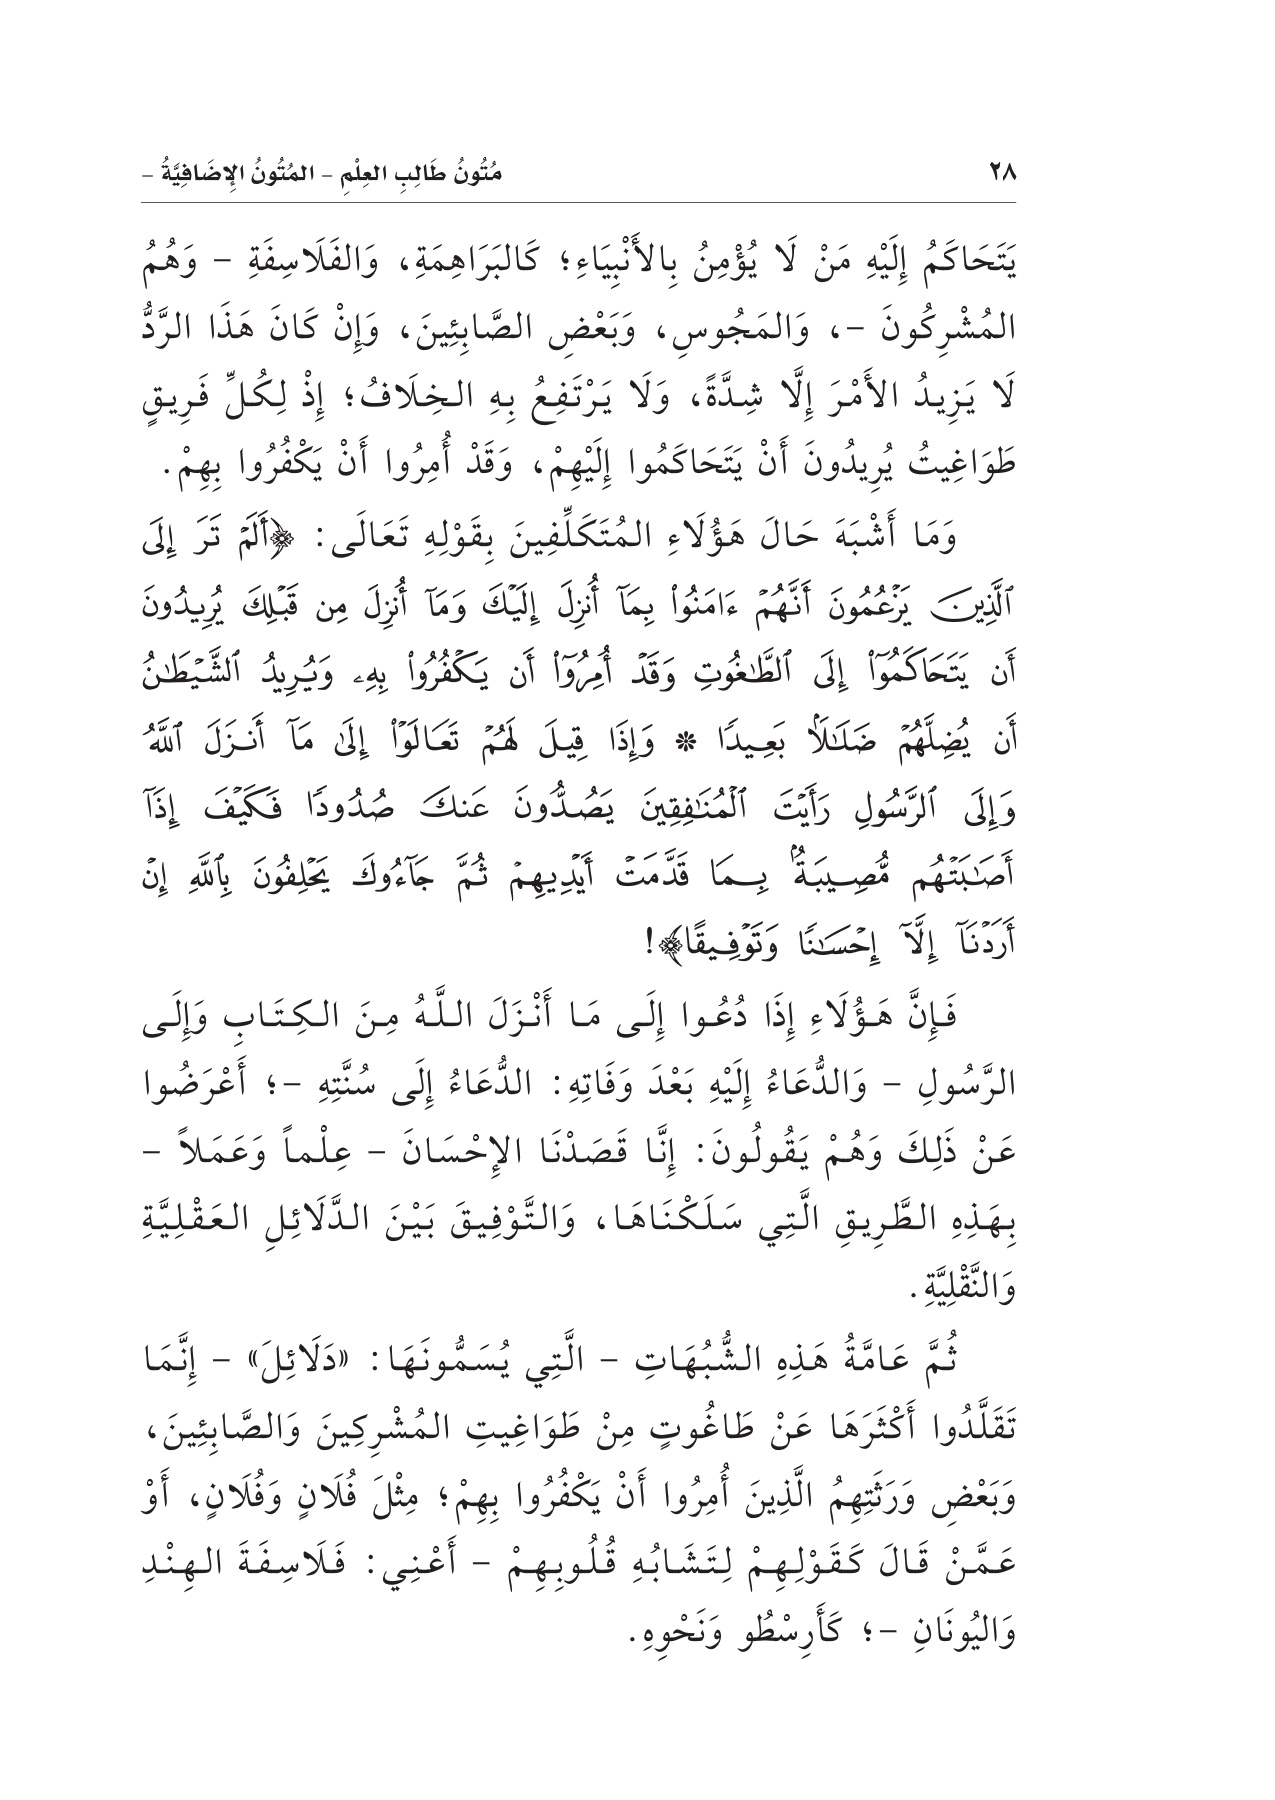 ٢٨
مُتُونُ طَالِبِ العِلْمِ – المُتُونُ الإِضَافِيَّةُ –
يَتَحَاكَمُ إِلَيْهِ مَنْ لَا يُؤْمِنُ بِالأَنْبِيَاءِ؛ كَالبَرَاهِمَةِ، وَالفَلَاسِفَةِ – وَهُمُ
المُشْرِكُونَ –، وَالمَجُوسِ، وَبَعْضِ الصَّابِئِينَ، وَإِنْ كَانَ هَذَا الرَّدُّ
لَا يَزِيدُ الأَمْرَ إِلَّا شِدَّةً، وَلَا يَرْتَفِعُ بِهِ الخِلَافُ؛ إِذْ لِكُلِّ فَرِيقٍ
طَوَاغِيتُ يُرِيدُونَ أَنْ يَتَحَاكَمُوا إِلَيْهِمْ، وَقَدْ أُمِرُوا أَنْ يَكْفُرُوا بِهِمْ.
وَمَا أَشْبَهَ حَالَ هَؤُلَاءِ المُتَكَلِّفِينَ بِقَوْلِهِ تَعَالَى: ﴿أَلَمۡ تَرَ إِلَى
ٱلَّذِينَ يَزۡعُمُونَ أَنَّهُمۡ ءَامَنُواْ بِمَآ أُنزِلَ إِلَيۡكَ وَمَآ أُنزِلَ مِن قَبۡلِكَ يُرِيدُونَ
أَن يَتَحَاكَمُوٓاْ إِلَى ٱلطَّٰغُوتِ وَقَدۡ أُمِرُوٓاْ أَن يَكۡفُرُواْ بِهِۦ وَيُرِيدُ ٱلشَّيۡطَٰنُ
أَن يُضِلَّهُمۡ ضَلَٰلَۢا بَعِيدًا * وَإِذَا قِيلَ لَهُمۡ تَعَالَوۡاْ إِلَىٰ مَآ أَنزَلَ ٱللَّهُ
وَإِلَى ٱلرَّسُولِ رَأَيۡتَ ٱلۡمُنَٰفِقِينَ يَصُدُّونَ عَنكَ صُدُودًا فَكَيۡفَ إِذَآ
أَصَٰبَتۡهُم مُّصِيبَةُۢ بِمَا قَدَّمَتۡ أَيۡدِيهِمۡ ثُمَّ جَآءُوكَ يَحۡلِفُونَ بِٱللَّهِ إِنۡ
أَرَدۡنَآ إِلَّآ إِحۡسَٰنًا وَتَوۡفِيقًا﴾!
فَإِنَّ هَؤُلَاءِ إِذَا دُعُوا إِلَى مَا أَنْزَلَ اللَّهُ مِنَ الكِتَابِ وَإِلَى
الرَّسُولِ – وَالدُّعَاءُ إِلَيْهِ بَعْدَ وَفَاتِهِ: الدُّعَاءُ إِلَى سُنَّتِهِ –؛ أَعْرَضُوا
عَنْ ذَلِكَ وَهُمْ يَقُولُونَ: إِنَّا قَصَدْنَا الإِحْسَانَ – عِلْماً وَعَمَلاً –
بِهَذِهِ الطَّرِيقِ الَّتِي سَلَكْنَاهَا، وَالتَّوْفِيقَ بَيْنَ الدَّلَائِلِ العَقْلِيَّةِ
وَالنَّقْلِيَّةِ.
ثُمَّ عَامَّةُ هَذِهِ الشُّبُهَاتِ – الَّتِي يُسَمُّونَهَا: «دَلَائِلَ» – إِنَّمَا
تَقَلَّدُوا أَكْثَرَهَا عَنْ طَاغُوتٍ مِنْ طَوَاغِيتِ المُشْرِكِينَ وَالصَّابِئِينَ،
وَبَعْضِ وَرَثَتِهِمُ الَّذِينَ أُمِرُوا أَنْ يَكْفُرُوا بِهِمْ؛ مِثْلَ فُلَانٍ وَفُلَانٍ، أَوْ
عَمَّنْ قَالَ كَقَوْلِهِمْ لِتَشَابُهِ قُلُوبِهِمْ – أَعْنِي: فَلَاسِفَةَ الهِنْدِ
وَاليُونَانِ –؛ كَأَرِسْطُو وَنَحْوِهِ.